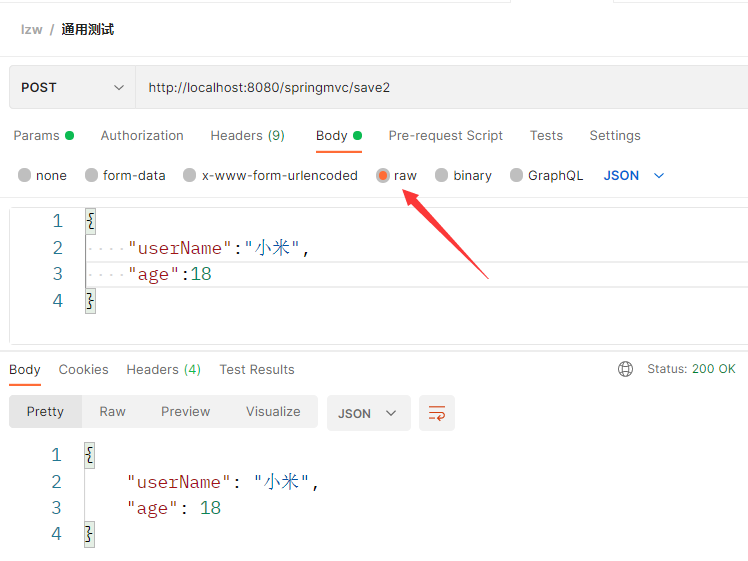 lzw / 通用测试
POST http://localhost:8080/springmvc/save2
Params Authorization Headers (9) Body Pre-request Script Tests Settings
none form-data x-www-form-urlencoded raw binary GraphQL JSON
1 {
2 "userName":"小米",
3 "age":18
4 }
Body Cookies Headers (4) Test Results Status: 200 OK
Pretty Raw Preview Visualize JSON
1 {
2 "userName": "小米",
3 "age": 18
4 }